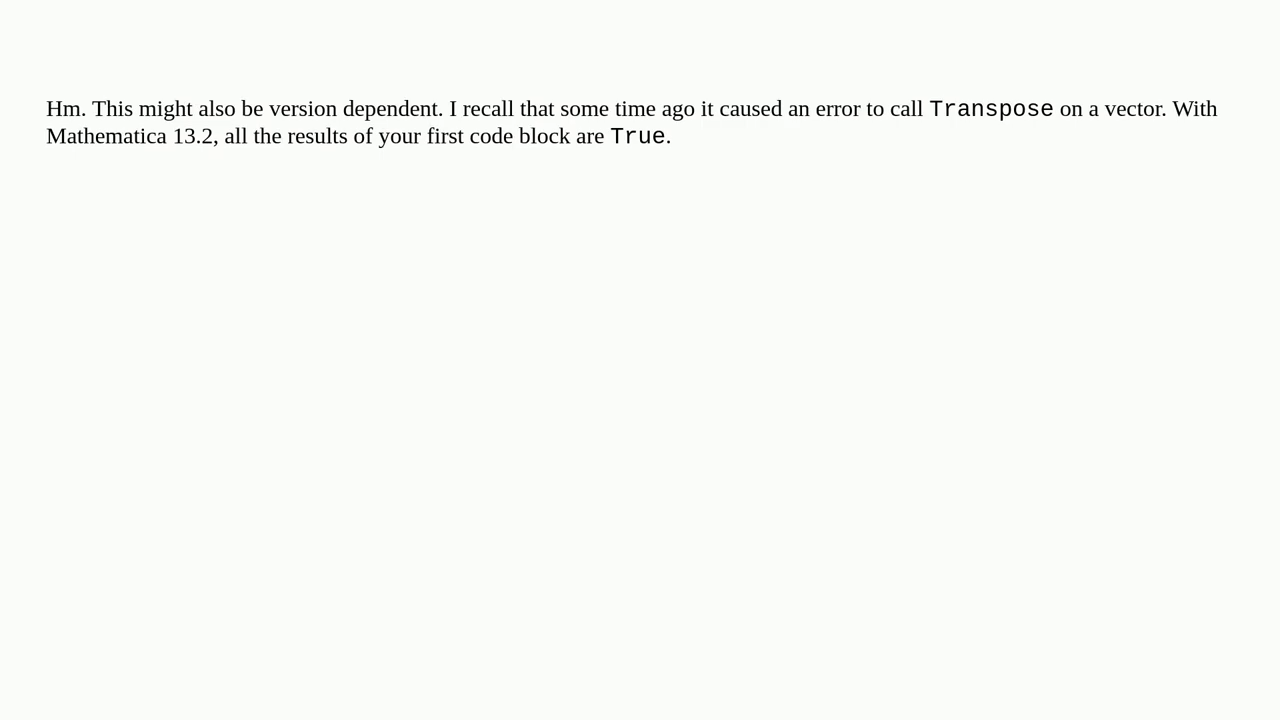 Hm. This might also be version dependent. I recall that some time ago it caused an error to call Transpose on a vector. With
Mathematica 13.2, all the results of your first code block are True.